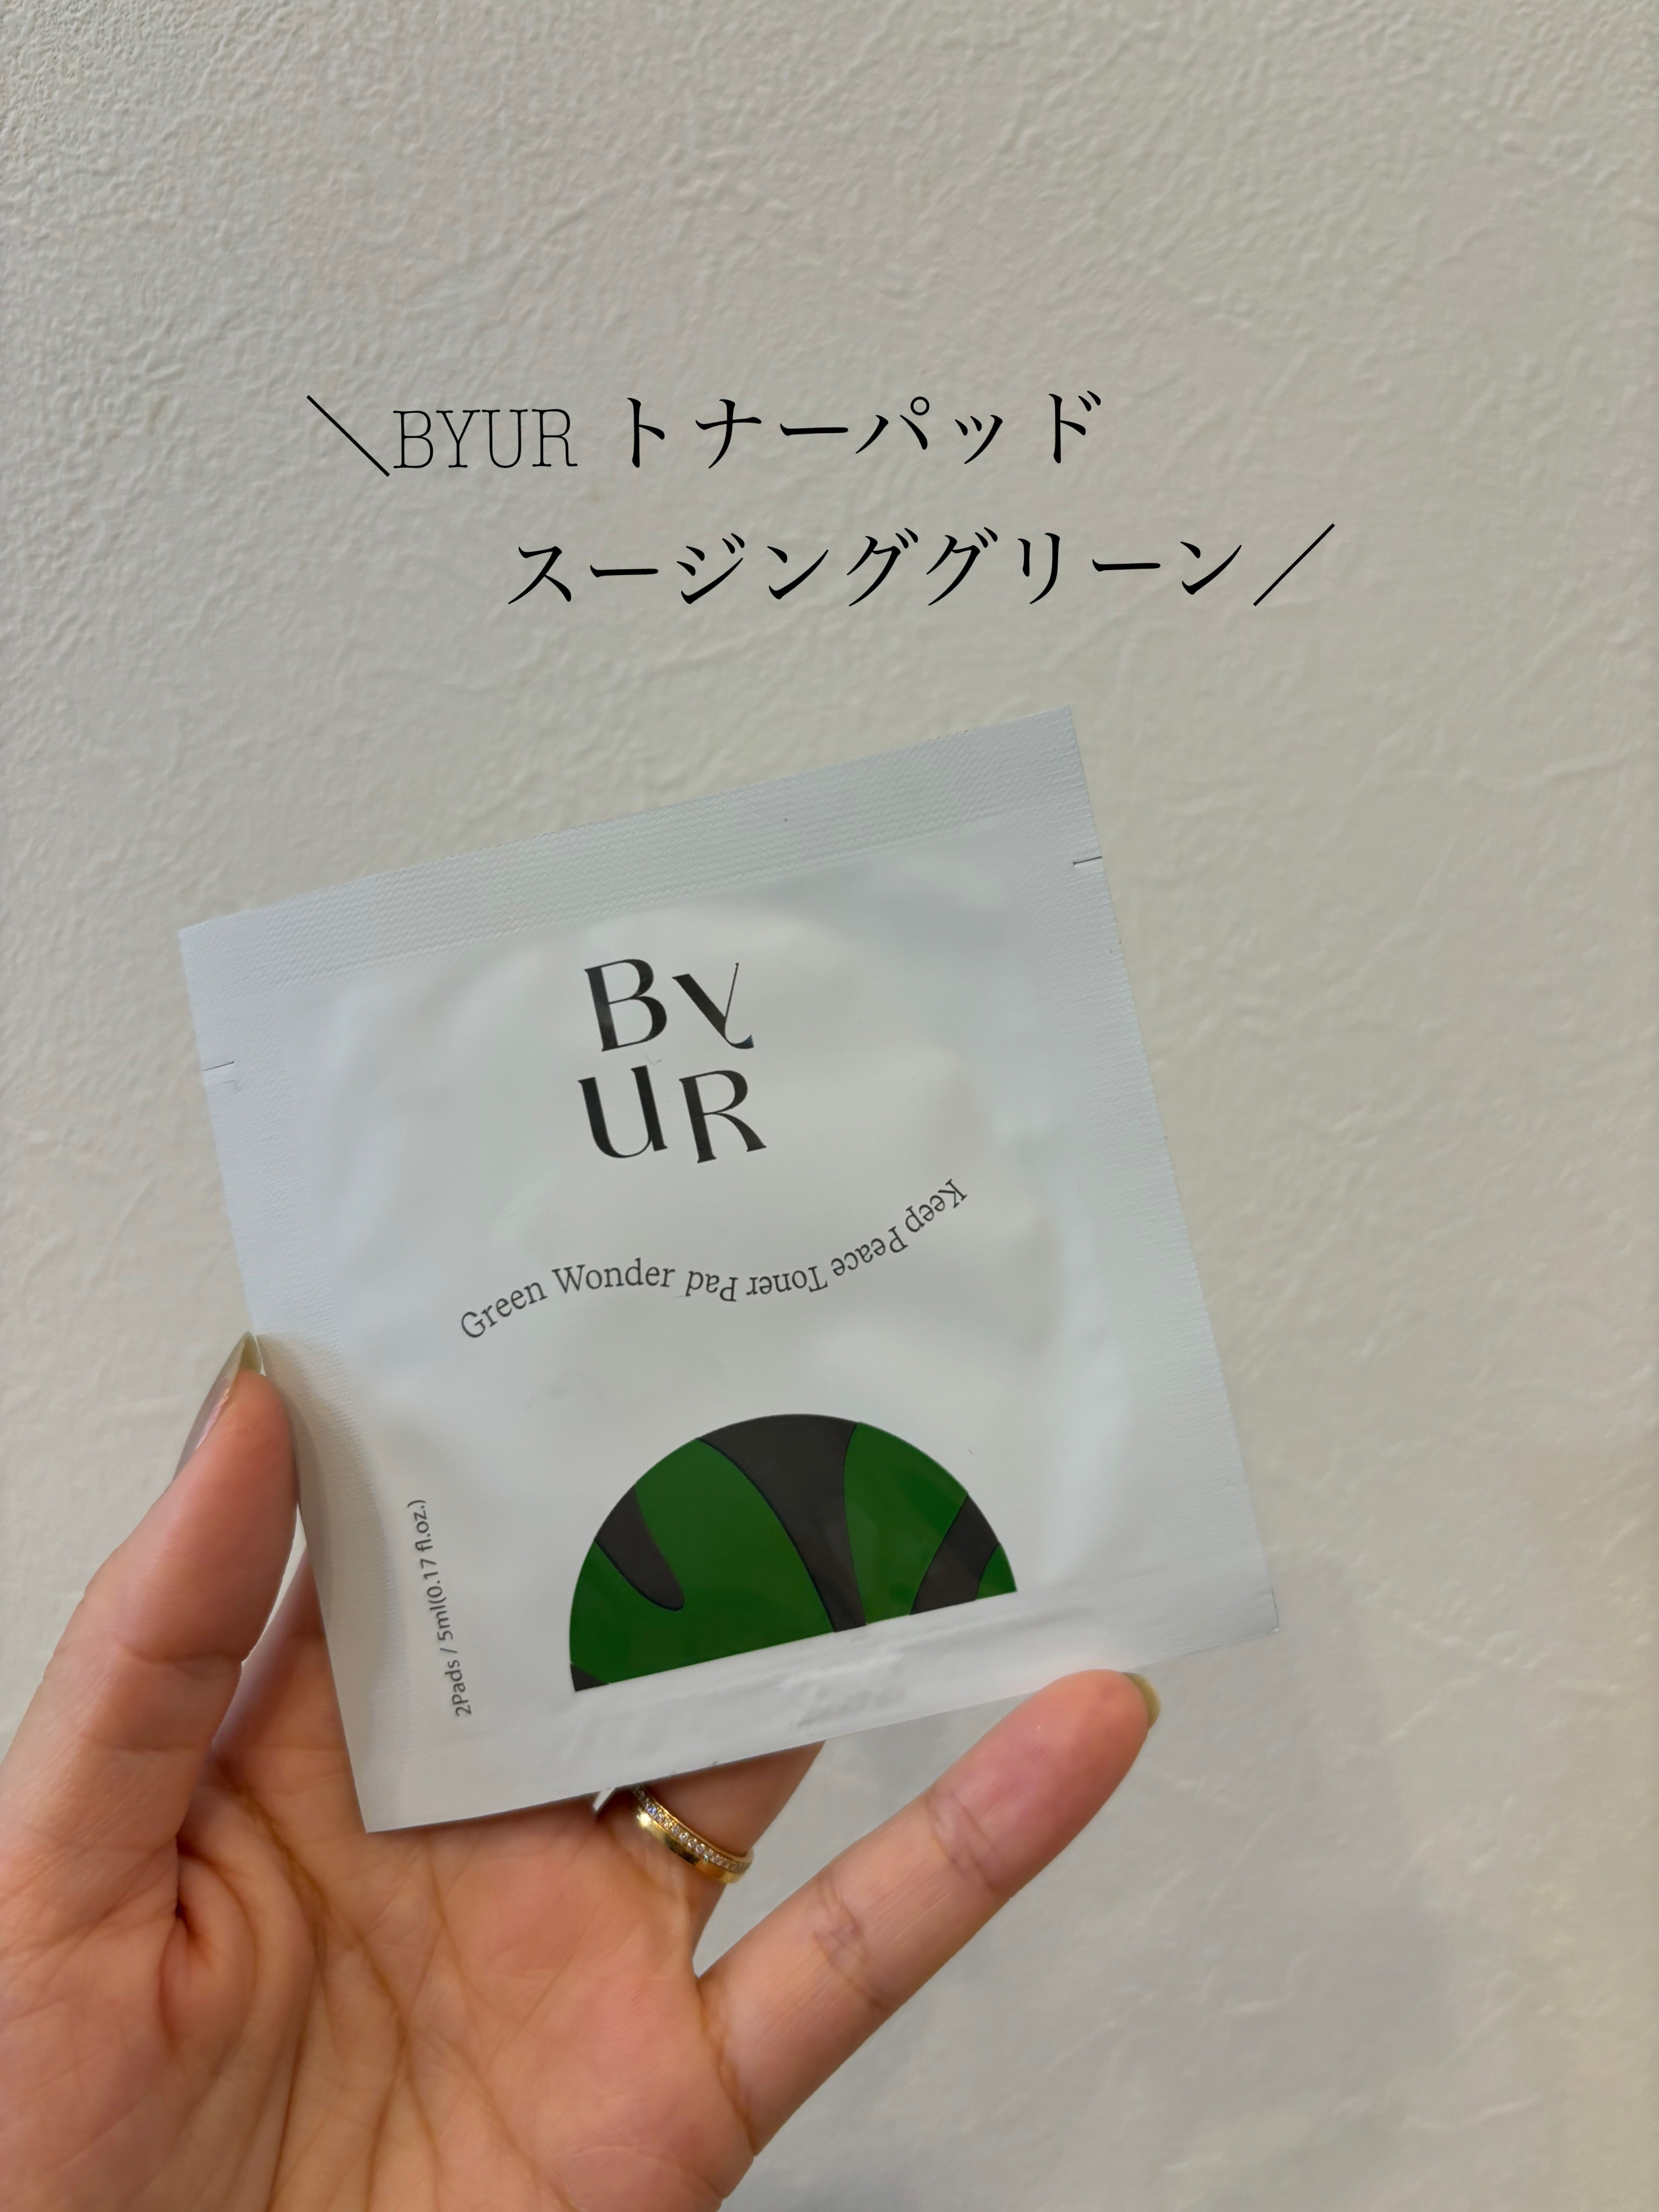 ＼BYUR トナーパッド
スージンググリーン／
By
UR
Green Wonder
Keep Peace Toner Pad
2Pads / 5ml(0.17 fl.oz.)